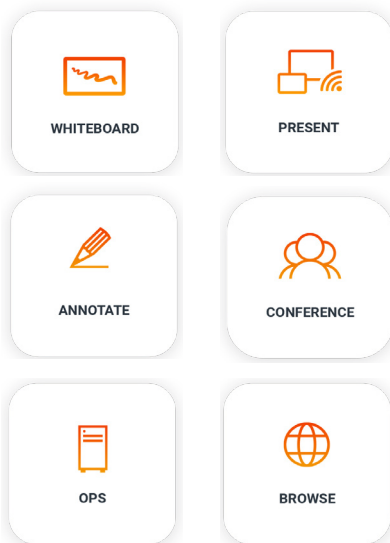 WHITEBOARD
PRESENT
ANNOTATE
CONFERENCE
OPS
BROWSE